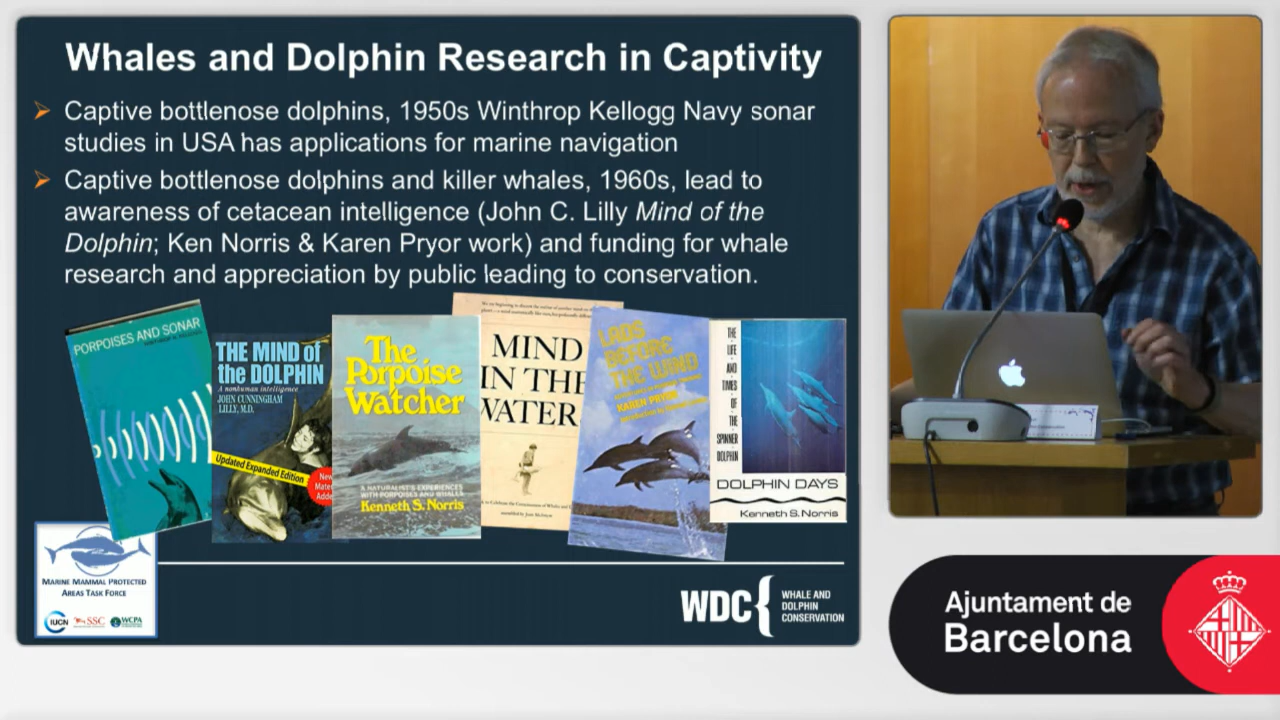 Whales and Dolphin Research in Captivity
Captive bottlenose dolphins, 1950s Winthrop Kellogg Navy sonar
studies in USA has applications for marine navigation
Captive bottlenose dolphins and killer whales, 1960s, lead to
awareness of cetacean intelligence (John C. Lilly Mind of the
Dolphin; Ken Norris & Karen Pryor work) and funding for whale
research and appreciation by public leading to conservation.
PORPOISES AND SONAR
THE MIND of
the DOLPHIN
A nonhuman intelligence
JOHN CUNNINGHAM
LILLY, M.D.
Updated Expanded Edition
New
The
Porpoise
Watcher
A NATURALIST'S EXPERIENCES
WITH PORPOISES AND WHALES
Kenneth S. Norris
MIND
IN THE
WATER
LADS
BEFORE
THE WIND
KAREN PRYOR
THE
LIFE
AND
TIMES
OF
THE
SPINNER
DOLPHIN
DOLPHIN DAYS
Kenneth S. Norris
MARINE MAMMAL PROTECTED
AREAS TASK FORCE
IUCN SSC WCPA
WDC
WHALE AND
DOLPHIN
CONSERVATION
Ajuntament de
Barcelona